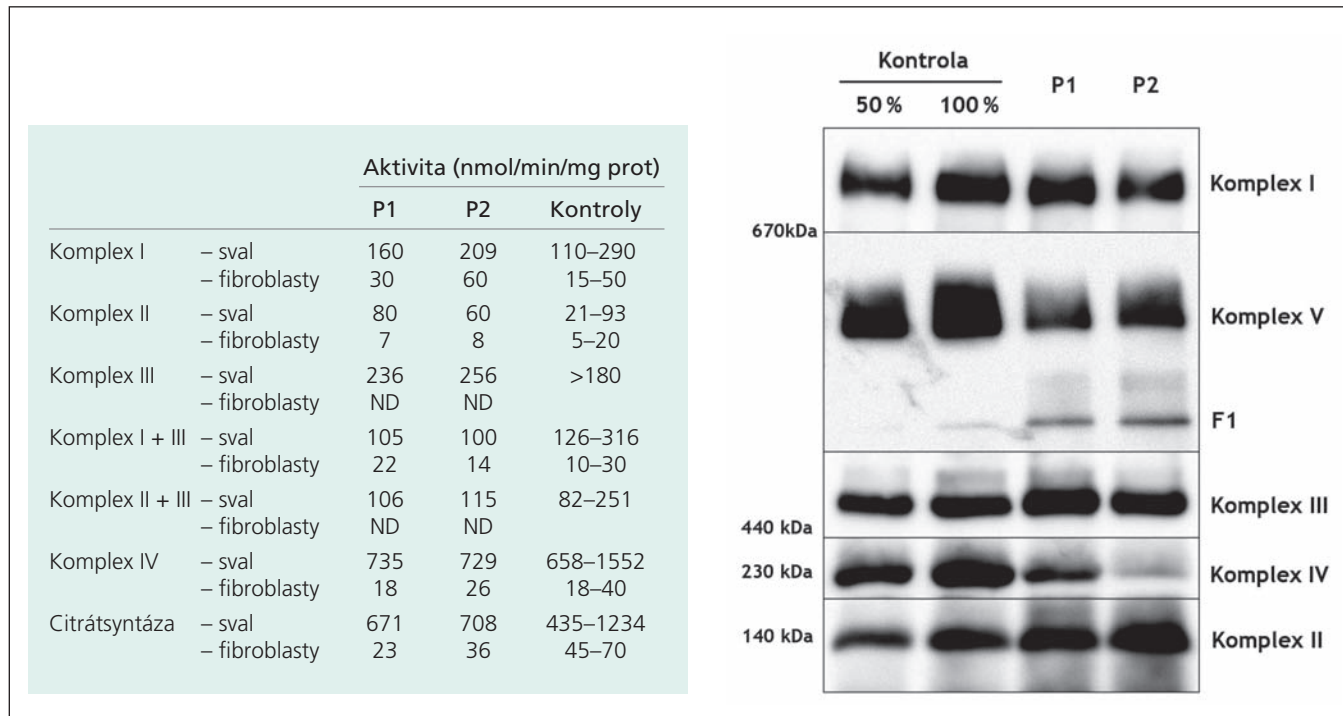 Aktivita (nmol/min/mg prot)
P1 P2 Kontroly
Komplex I – sval 160 209 110–290
– fibroblasty 30 60 15–50
Komplex II – sval 80 60 21–93
– fibroblasty 7 8 5–20
Komplex III – sval 236 256 >180
– fibroblasty ND ND
Komplex I + III – sval 105 100 126–316
– fibroblasty 22 14 10–30
Komplex II + III – sval 106 115 82–251
– fibroblasty ND ND
Komplex IV – sval 735 729 658–1552
– fibroblasty 18 26 18–40
Citrátsyntáza – sval 671 708 435–1234
– fibroblasty 23 36 45–70
Kontrola P1 P2
50 % 100 %
Komplex I
670kDa
Komplex V
F1
Komplex III
440 kDa
230 kDa Komplex IV
140 kDa Komplex II